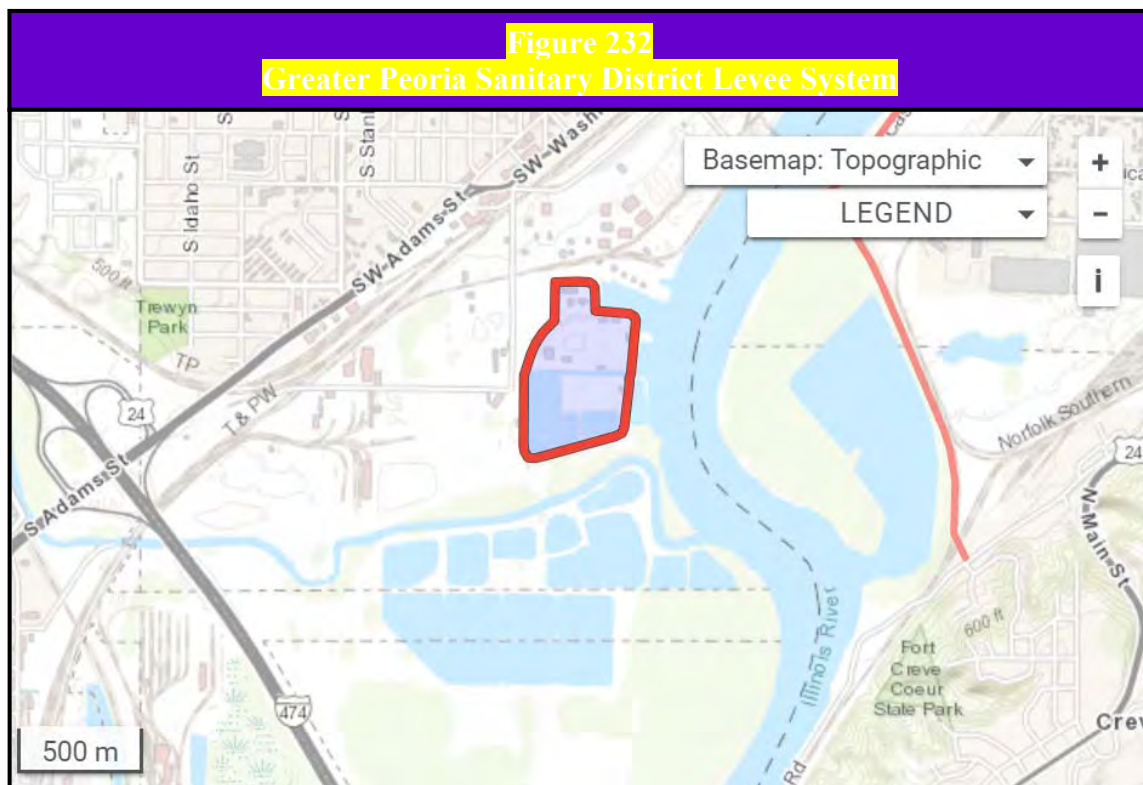 Figure 232
Greater Peoria Sanitary District Levee System
Basemap: Topographic
LEGEND
+
−
i
S Idaho St
S Stan
SW Adams St
SW Wash
500 ft
Trewyn
Park
TP
T & PW
24
S Adams St
474
500 m
Norfolk Southern
24
N Main St
600 ft
Illinois River
Fort
Creve
Coeur
State Park
Crev
Rd